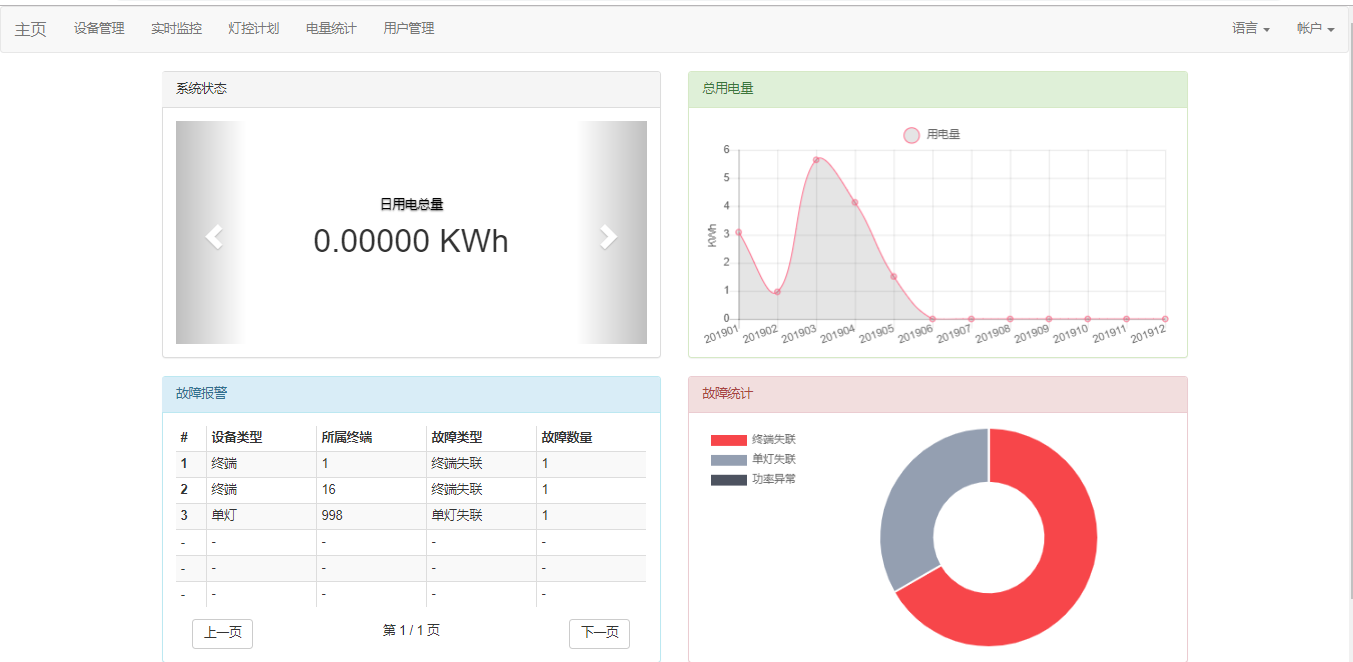 主页 设备管理 实时监控 灯控计划 电量统计 用户管理 语言 帐户
系统状态
日用电总量
0.00000 KWh
总用电量
用电量
KWh
6
5
4
3
2
1
0
201901 201902 201903 201904 201905 201906 201907 201908 201909 201910 201911 201912
故障报警
# 设备类型 所属终端 故障类型 故障数量
1 终端 1 终端失联 1
2 终端 16 终端失联 1
3 单灯 998 单灯失联 1
- - - - -
- - - - -
- - - - -
上一页 第 1 / 1 页 下一页
故障统计
终端失联
单灯失联
功率异常